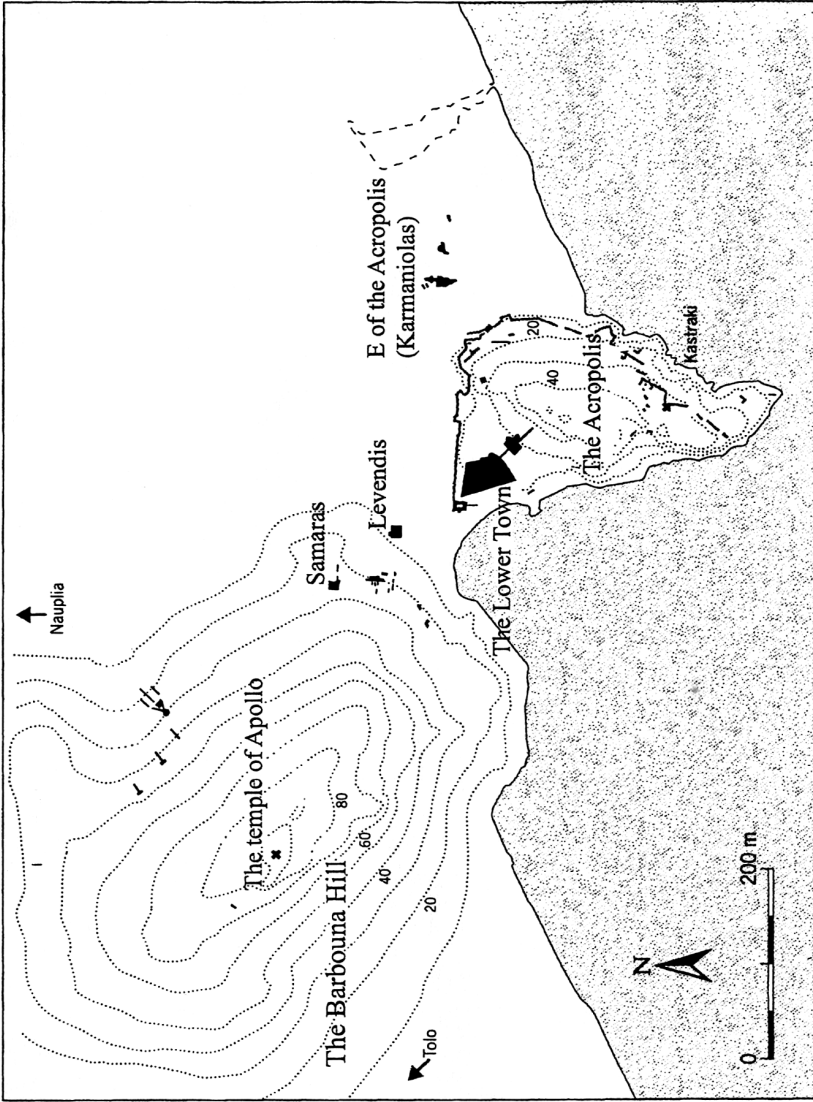 Nauplia
E of the Acropolis
(Karmaniolas)
Samaras
Levendis
The temple of Apollo
80
60
40
20
The Barbouna Hill
Tolo
The Lower Town
The Acropolis
20
40
Kastraki
N
0 200 m